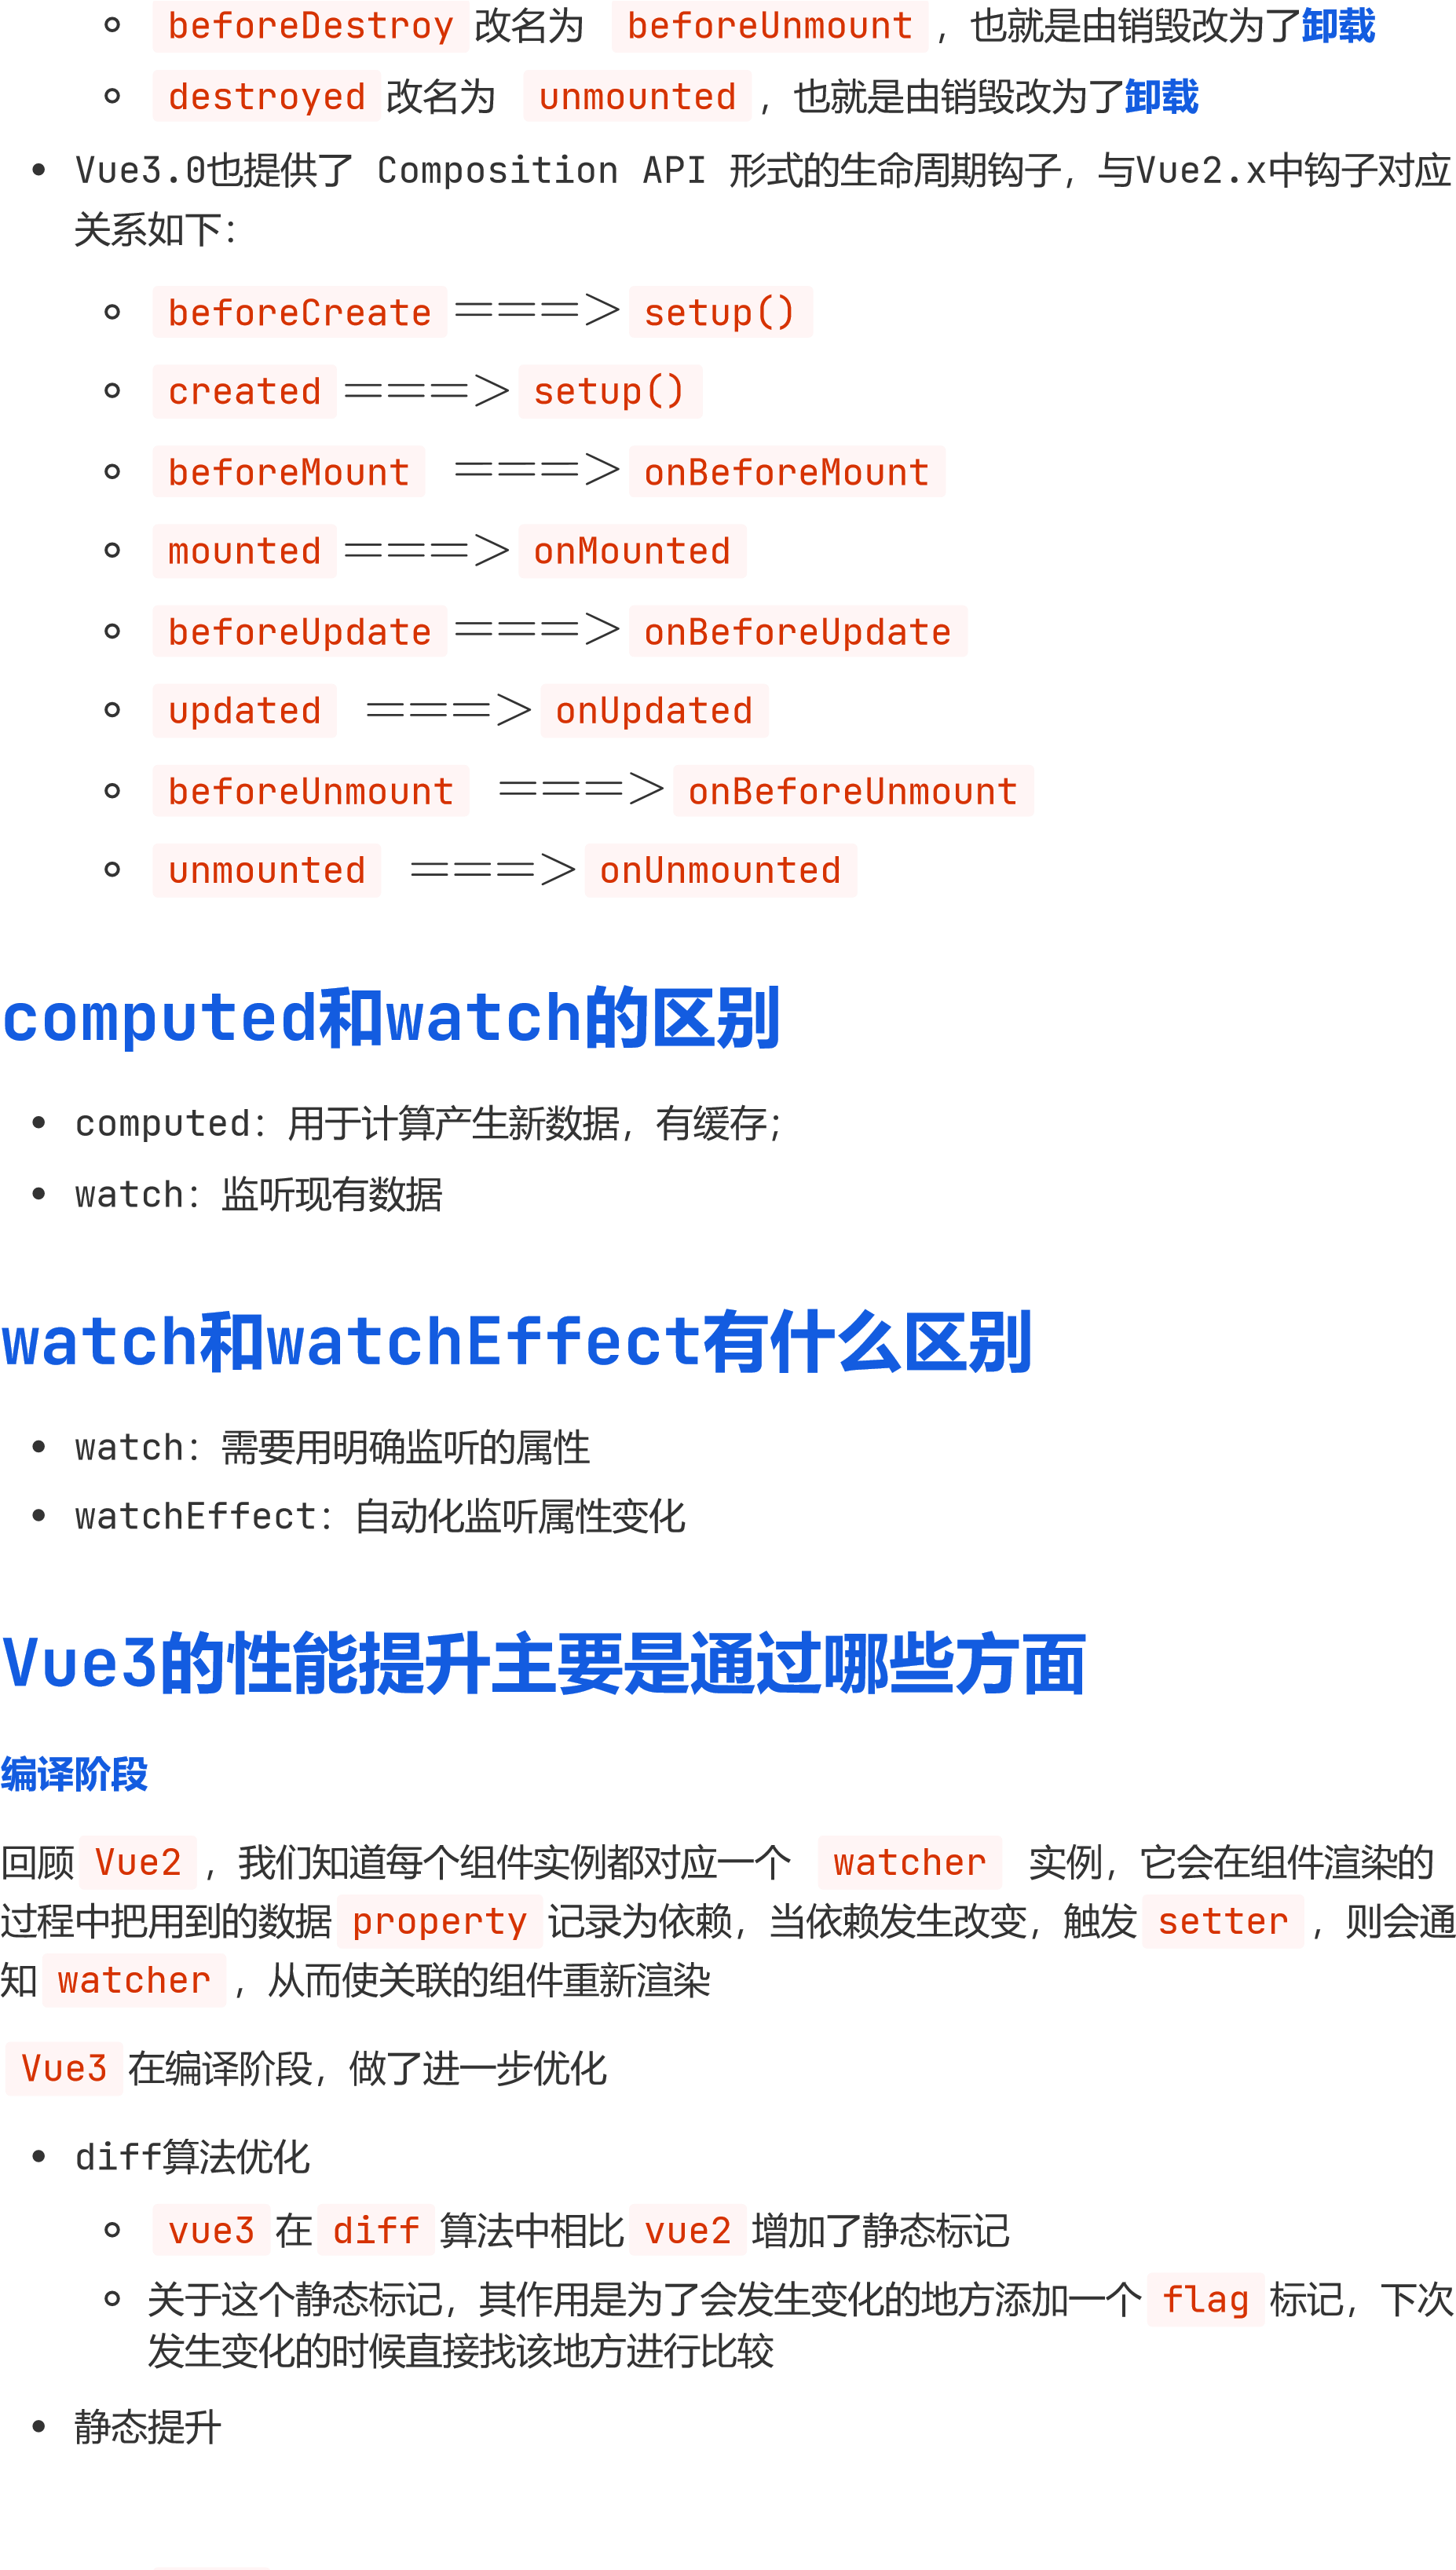 beforeDestroy 改名为 beforeUnmount，也就是由销毁改为了卸载
destroyed 改名为 unmounted，也就是由销毁改为了卸载
Vue3.0也提供了 Composition API 形式的生命周期钩子，与Vue2.x中钩子对应
关系如下：
beforeCreate ===> setup()
created ===> setup()
beforeMount ===> onBeforeMount
mounted ===> onMounted
beforeUpdate ===> onBeforeUpdate
updated ===> onUpdated
beforeUnmount ===> onBeforeUnmount
unmounted ===> onUnmounted
computed和watch的区别
computed：用于计算产生新数据，有缓存；
watch：监听现有数据
watch和watchEffect有什么区别
watch：需要用明确监听的属性
watchEffect：自动化监听属性变化
Vue3的性能提升主要是通过哪些方面
编译阶段
回顾 Vue2 ，我们知道每个组件实例都对应一个 watcher 实例，它会在组件渲染的
过程中把用到的数据 property 记录为依赖，当依赖发生改变，触发 setter ，则会通
知 watcher ，从而使关联的组件重新渲染
Vue3 在编译阶段，做了进一步优化
diff算法优化
vue3 在 diff 算法中相比 vue2 增加了静态标记
关于这个静态标记，其作用是为了会发生变化的地方添加一个 flag 标记，下次
发生变化的时候直接找该地方进行比较
静态提升